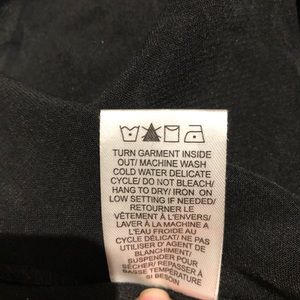 TURN GARMENT INSIDE
OUT/ MACHINE WASH
COLD WATER DELICATE
CYCLE/ DO NOT BLEACH/
HANG TO DRY/ IRON ON
LOW SETTING IF NEEDED/
RETOURNER LE
VÊTEMENT À L'ENVERS/
LAVER À LA MACHINE A
L'EAU FROIDE AU
CYCLE DÉLICAT/ NE PAS
UTILISER D'AGENT DE
BLANCHIMENT/
SUSPENDRE POUR
SÉCHER/ REPASSER À
BASSE TEMPÉRATURE
SI BESOIN